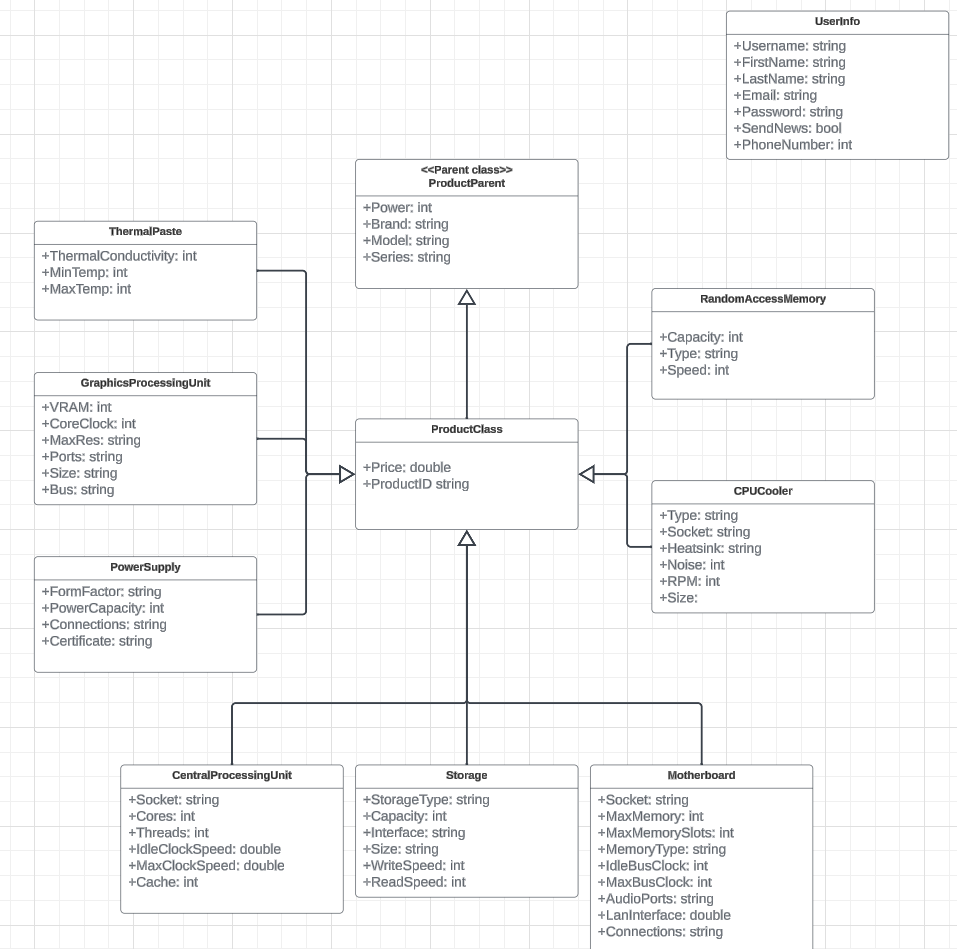 UserInfo
+Username: string
+FirstName: string
+LastName: string
+Email: string
+Password: string
+SendNews: bool
+PhoneNumber: int
<<Parent class>>
ProductParent
+Power: int
+Brand: string
+Model: string
+Series: string
ThermalPaste
+ThermalConductivity: int
+MinTemp: int
+MaxTemp: int
RandomAccessMemory
+Capacity: int
+Type: string
+Speed: int
GraphicsProcessingUnit
+VRAM: int
+CoreClock: int
+MaxRes: string
+Ports: string
+Size: string
+Bus: string
ProductClass
+Price: double
+ProductID string
CPUCooler
+Type: string
+Socket: string
+Heatsink: string
+Noise: int
+RPM: int
+Size:
PowerSupply
+FormFactor: string
+PowerCapacity: int
+Connections: string
+Certificate: string
CentralProcessingUnit
+Socket: string
+Cores: int
+Threads: int
+IdleClockSpeed: double
+MaxClockSpeed: double
+Cache: int
Storage
+StorageType: string
+Capacity: int
+Interface: string
+Size: string
+WriteSpeed: int
+ReadSpeed: int
Motherboard
+Socket: string
+MaxMemory: int
+MaxMemorySlots: int
+MemoryType: string
+IdleBusClock: int
+MaxBusClock: int
+AudioPorts: string
+LanInterface: double
+Connections: string